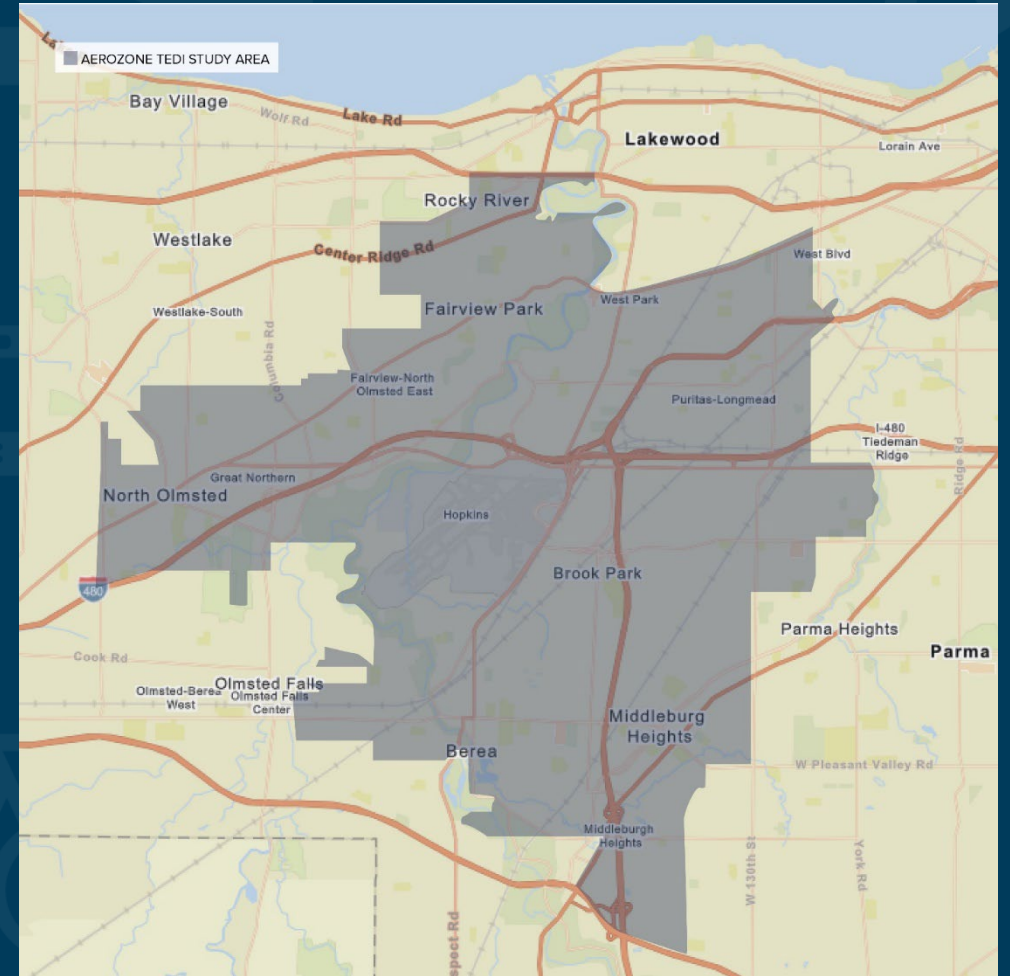 AEROZONE TEDI STUDY AREA
Bay Village
Wolf Rd
Lake Rd
Lakewood
Lorain Ave
Rocky River
Westlake
Center Ridge Rd
West Blvd
West Park
Westlake-South
Fairview Park
Columbia Rd
Fairview-North
Olmsted East
Puritas-Longmead
I-480
Tiedeman
Ridge
Ridge Rd
Great Northern
North Olmsted
Hopkins
480
Brook Park
Parma Heights
Parma
Cook Rd
Olmsted Falls
Olmsted-Berea
West
Olmsted Falls
Center
Middleburg
Heights
Berea
W Pleasant Valley Rd
Middleburgh
Heights
W 130th St
York Rd
spect Rd